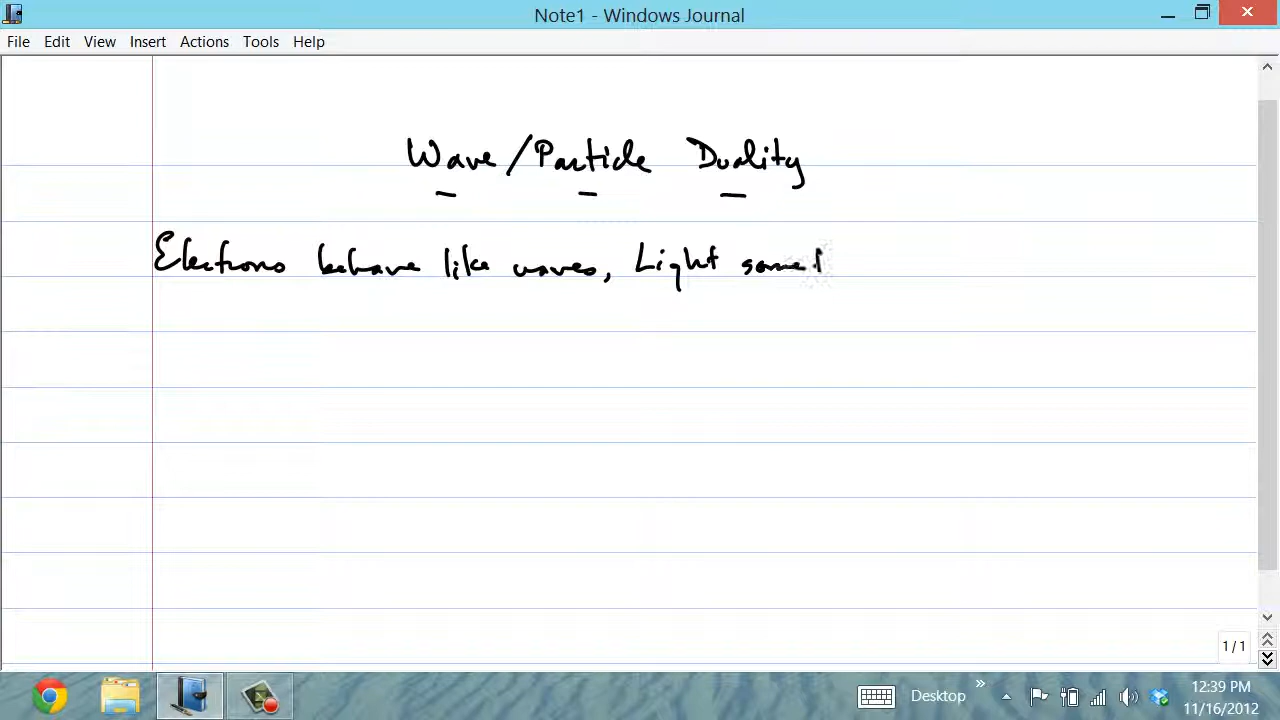 Note1 - Windows Journal
File Edit View Insert Actions Tools Help
Wave/Particle Duality
Electrons behave like waves, Light somet
1/1
Desktop
12:39 PM
11/16/2012